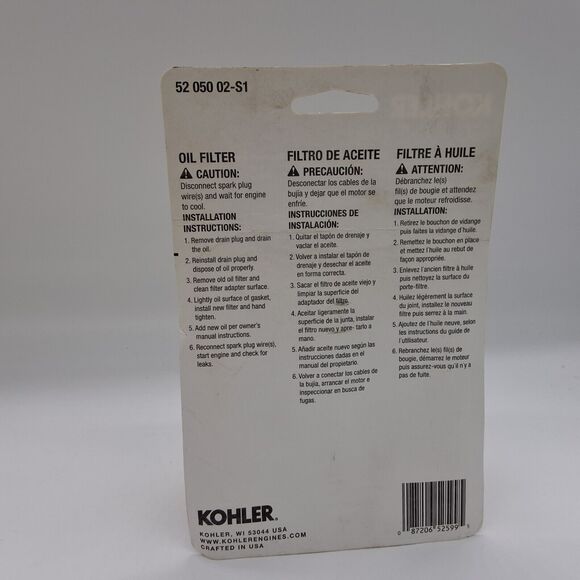 52 050 02-S1
OIL FILTER
⚠ CAUTION:
Disconnect spark plug
wire(s) and wait for engine
to cool.
INSTALLATION
INSTRUCTIONS:
1. Remove drain plug and drain
the oil.
2. Reinstall drain plug and
dispose of oil properly.
3. Remove old oil filter and
clean filter adapter surface.
4. Lightly oil surface of gasket,
install new filter and hand
tighten.
5. Add new oil per owner's
manual instructions.
6. Reconnect spark plug wire(s),
start engine and check for
leaks.
FILTRO DE ACEITE
⚠ PRECAUCIÓN:
Desconectar los cables de la
bujía y dejar que el motor se
enfríe.
INSTRUCCIONES DE
INSTALACIÓN:
1. Quitar el tapón de drenaje y
vaciar el aceite.
2. Volver a instalar el tapón de
drenaje y desechar el aceite
en forma correcta.
3. Sacar el filtro de aceite viejo y
limpiar la superficie del
adaptador del filtro.
4. Aceitar ligeramente la
superficie de la junta, instalar
el filtro nuevo y apre- tarlo a
mano.
5. Añadir aceite nuevo según las
instrucciones dadas en el
manual del propietario.
6. Volver a conectar los cables de
la bujía, arrancar el motor e
inspeccionar en busca de
fugas.
FILTRE À HUILE
⚠ ATTENTION:
Débranchez le(s)
fil(s) de bougie et attendez
que le moteur refroidisse.
INSTALLATION:
1. Retirez le bouchon de vidange
puis faites la vidange d'huile.
2. Remettez le bouchon en place
et mettez l'huile au rebut de
façon appropriée.
3. Enlevez l'ancien filtre à huile
puis nettoyez la surface du
porte-filtre.
4. Huilez légèrement la surface
du joint, installez le nouveau
filtre puis serrez à la main.
5. Ajoutez de l'huile neuve, selon
les instructions du guide de
l'utilisateur.
6. Rebranchez le(s) fil(s) de
bougie, démarrez le moteur
puis assurez-vous qu'il n'y a
pas de fuite.
KOHLER®
KOHLER, WI 53044 USA
WWW.KOHLERENGINES.COM
CRAFTED IN USA
0 87206 52599